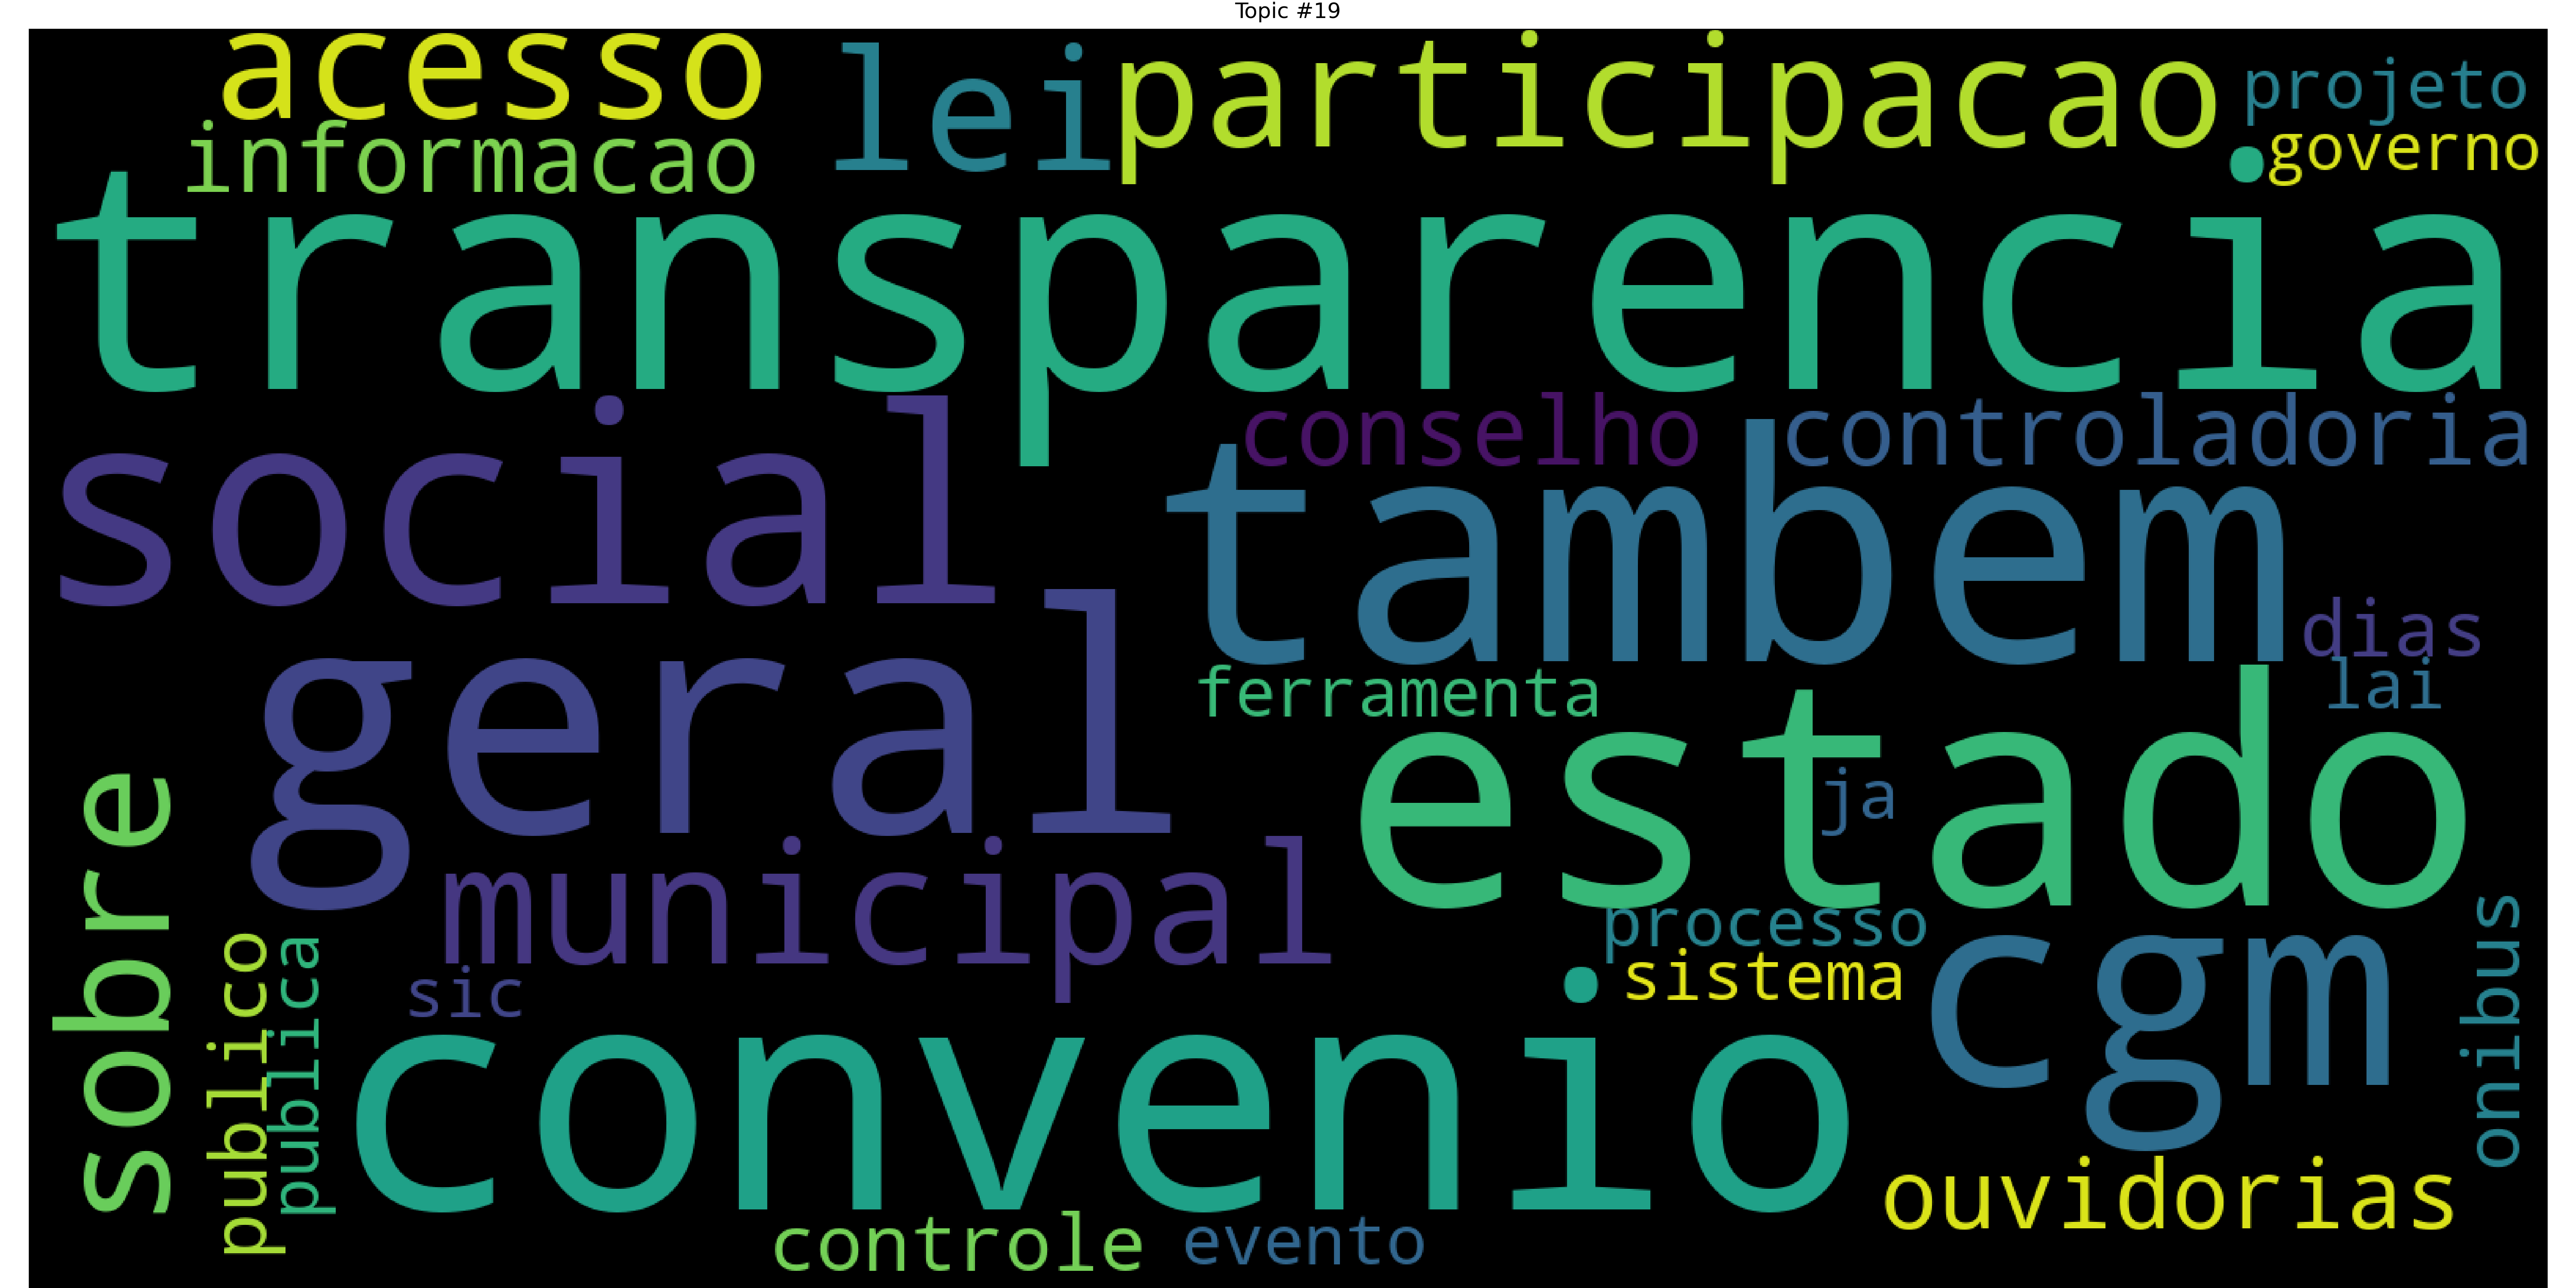 Topic #19
acesso
lei
participacao
projeto
governo
informacao
transparencia
social
conselho
controladoria
tambem
dias
lai
geral
ferramenta
estado
ja
sobre
municipal
processo
sistema
cgm
onibus
publico
publica
sic
convenio
ouvidorias
controle
evento